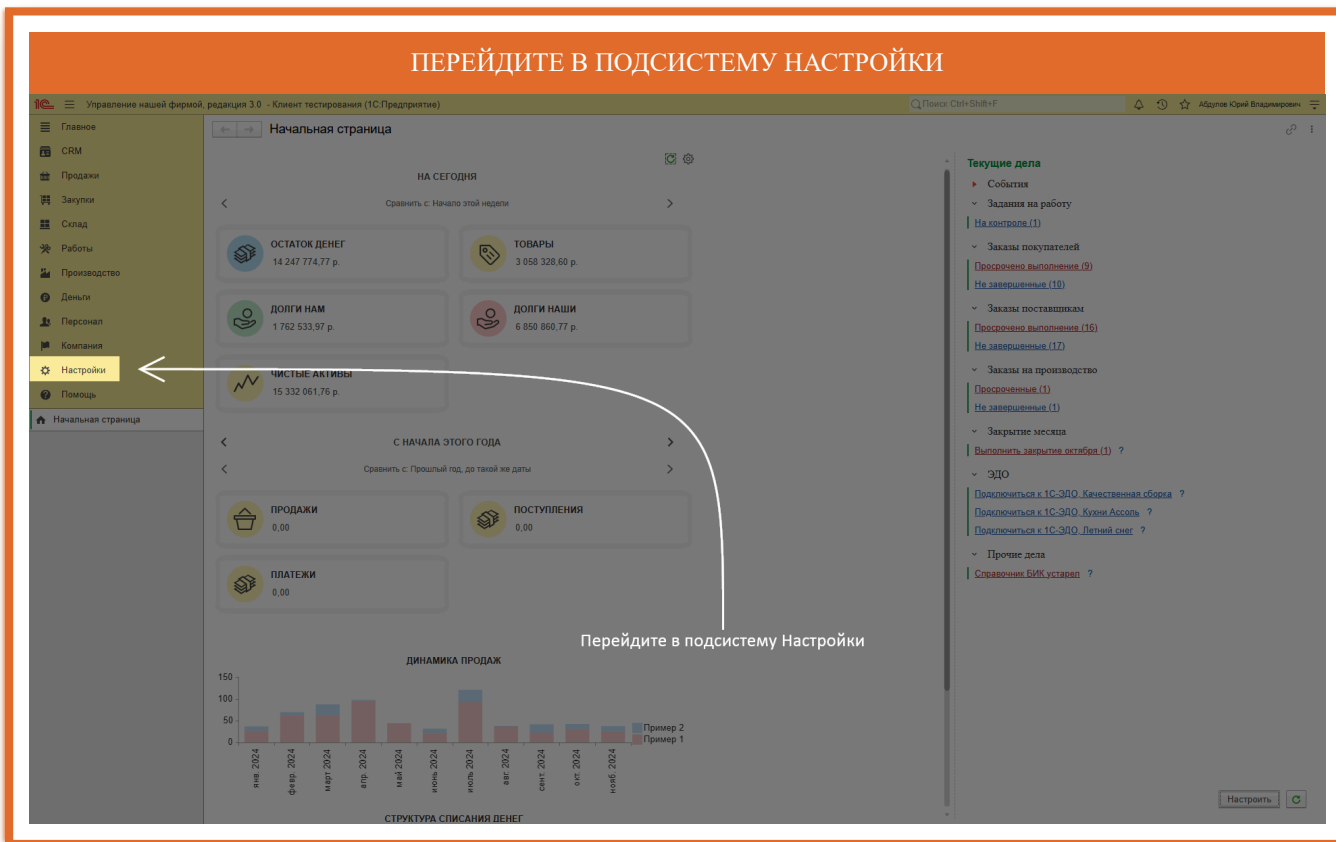 ПЕРЕЙДИТЕ В ПОДСИСТЕМУ НАСТРОЙКИ
1С Управление нашей фирмой, редакция 3.0 - Клиент тестирования (1С:Предприятие)
Поиск Ctrl+Shift+F
Абдулов Юрий Владимирович
Главное
CRM
Продажи
Закупки
Склад
Работы
Производство
Деньги
Персонал
Компания
Настройки
Помощь
Начальная страница
Начальная страница
НА СЕГОДНЯ
Сравнить с: Начало этой недели
ОСТАТОК ДЕНЕГ
14 247 774,77 р.
ТОВАРЫ
3 058 328,60 р.
ДОЛГИ НАМ
1 762 533,97 р.
ДОЛГИ НАШИ
6 850 860,77 р.
ЧИСТЫЕ АКТИВЫ
15 332 061,76 р.
С НАЧАЛА ЭТОГО ГОДА
Сравнить с: Прошлый год, до такой же даты
ПРОДАЖИ
0,00
ПОСТУПЛЕНИЯ
0,00
ПЛАТЕЖИ
0,00
Перейдите в подсистему Настройки
ДИНАМИКА ПРОДАЖ
150
100
50
0
Пример 2
Пример 1
янв. 2024
февр. 2024
март 2024
апр. 2024
май 2024
июнь 2024
июль 2024
авг. 2024
сент. 2024
окт. 2024
нояб. 2024
СТРУКТУРА СПИСАНИЯ ДЕНЕГ
Текущие дела
События
Задания на работу
На контроле (1)
Заказы покупателей
Просрочено выполнение (9)
Не завершенные (10)
Заказы поставщикам
Просрочено выполнение (16)
Не завершенные (17)
Заказы на производство
Просроченные (1)
Не завершенные (1)
Закрытие месяца
Выполнить закрытие октября (1) ?
ЭДО
Подключиться к 1С-ЭДО, Качественная сборка ?
Подключиться к 1С-ЭДО, Кухни Ассоль ?
Подключиться к 1С-ЭДО, Летний снег ?
Прочие дела
Справочник БИК устарел ?
Настроить